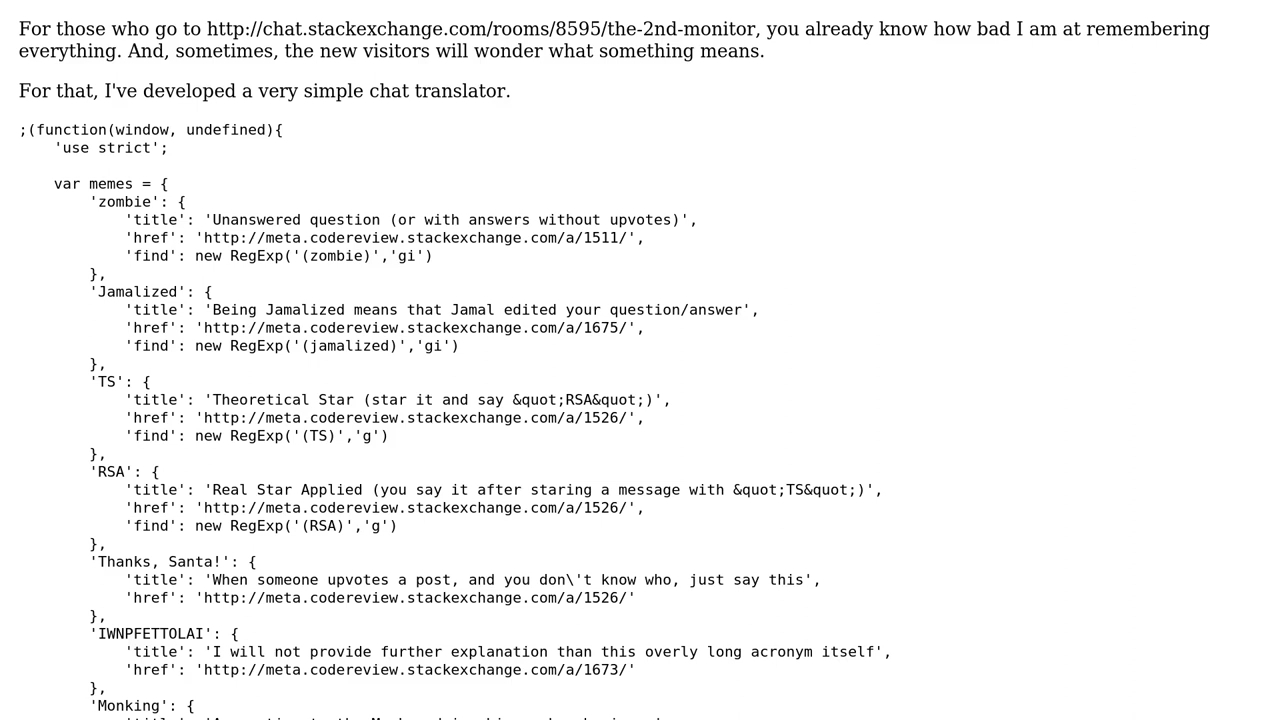 For those who go to http://chat.stackexchange.com/rooms/8595/the-2nd-monitor, you already know how bad I am at remembering
everything. And, sometimes, the new visitors will wonder what something means.
For that, I've developed a very simple chat translator.
;(function(window, undefined){
    'use strict';
    var memes = {
        'zombie': {
            'title': 'Unanswered question (or with answers without upvotes)',
            'href': 'http://meta.codereview.stackexchange.com/a/1511/',
            'find': new RegExp('(zombie)','gi')
        },
        'Jamalized': {
            'title': 'Being Jamalized means that Jamal edited your question/answer',
            'href': 'http://meta.codereview.stackexchange.com/a/1675/',
            'find': new RegExp('(jamalized)','gi')
        },
        'TS': {
            'title': 'Theoretical Star (star it and say &quot;RSA&quot;)',
            'href': 'http://meta.codereview.stackexchange.com/a/1526/',
            'find': new RegExp('(TS)','g')
        },
        'RSA': {
            'title': 'Real Star Applied (you say it after staring a message with &quot;TS&quot;)',
            'href': 'http://meta.codereview.stackexchange.com/a/1526/',
            'find': new RegExp('(RSA)','g')
        },
        'Thanks, Santa!': {
            'title': 'When someone upvotes a post, and you don\'t know who, just say this',
            'href': 'http://meta.codereview.stackexchange.com/a/1526/'
        },
        'IWNPFETTOLAI': {
            'title': 'I will not provide further explanation than this overly long acronym itself',
            'href': 'http://meta.codereview.stackexchange.com/a/1673/'
        },
        'Monking': {